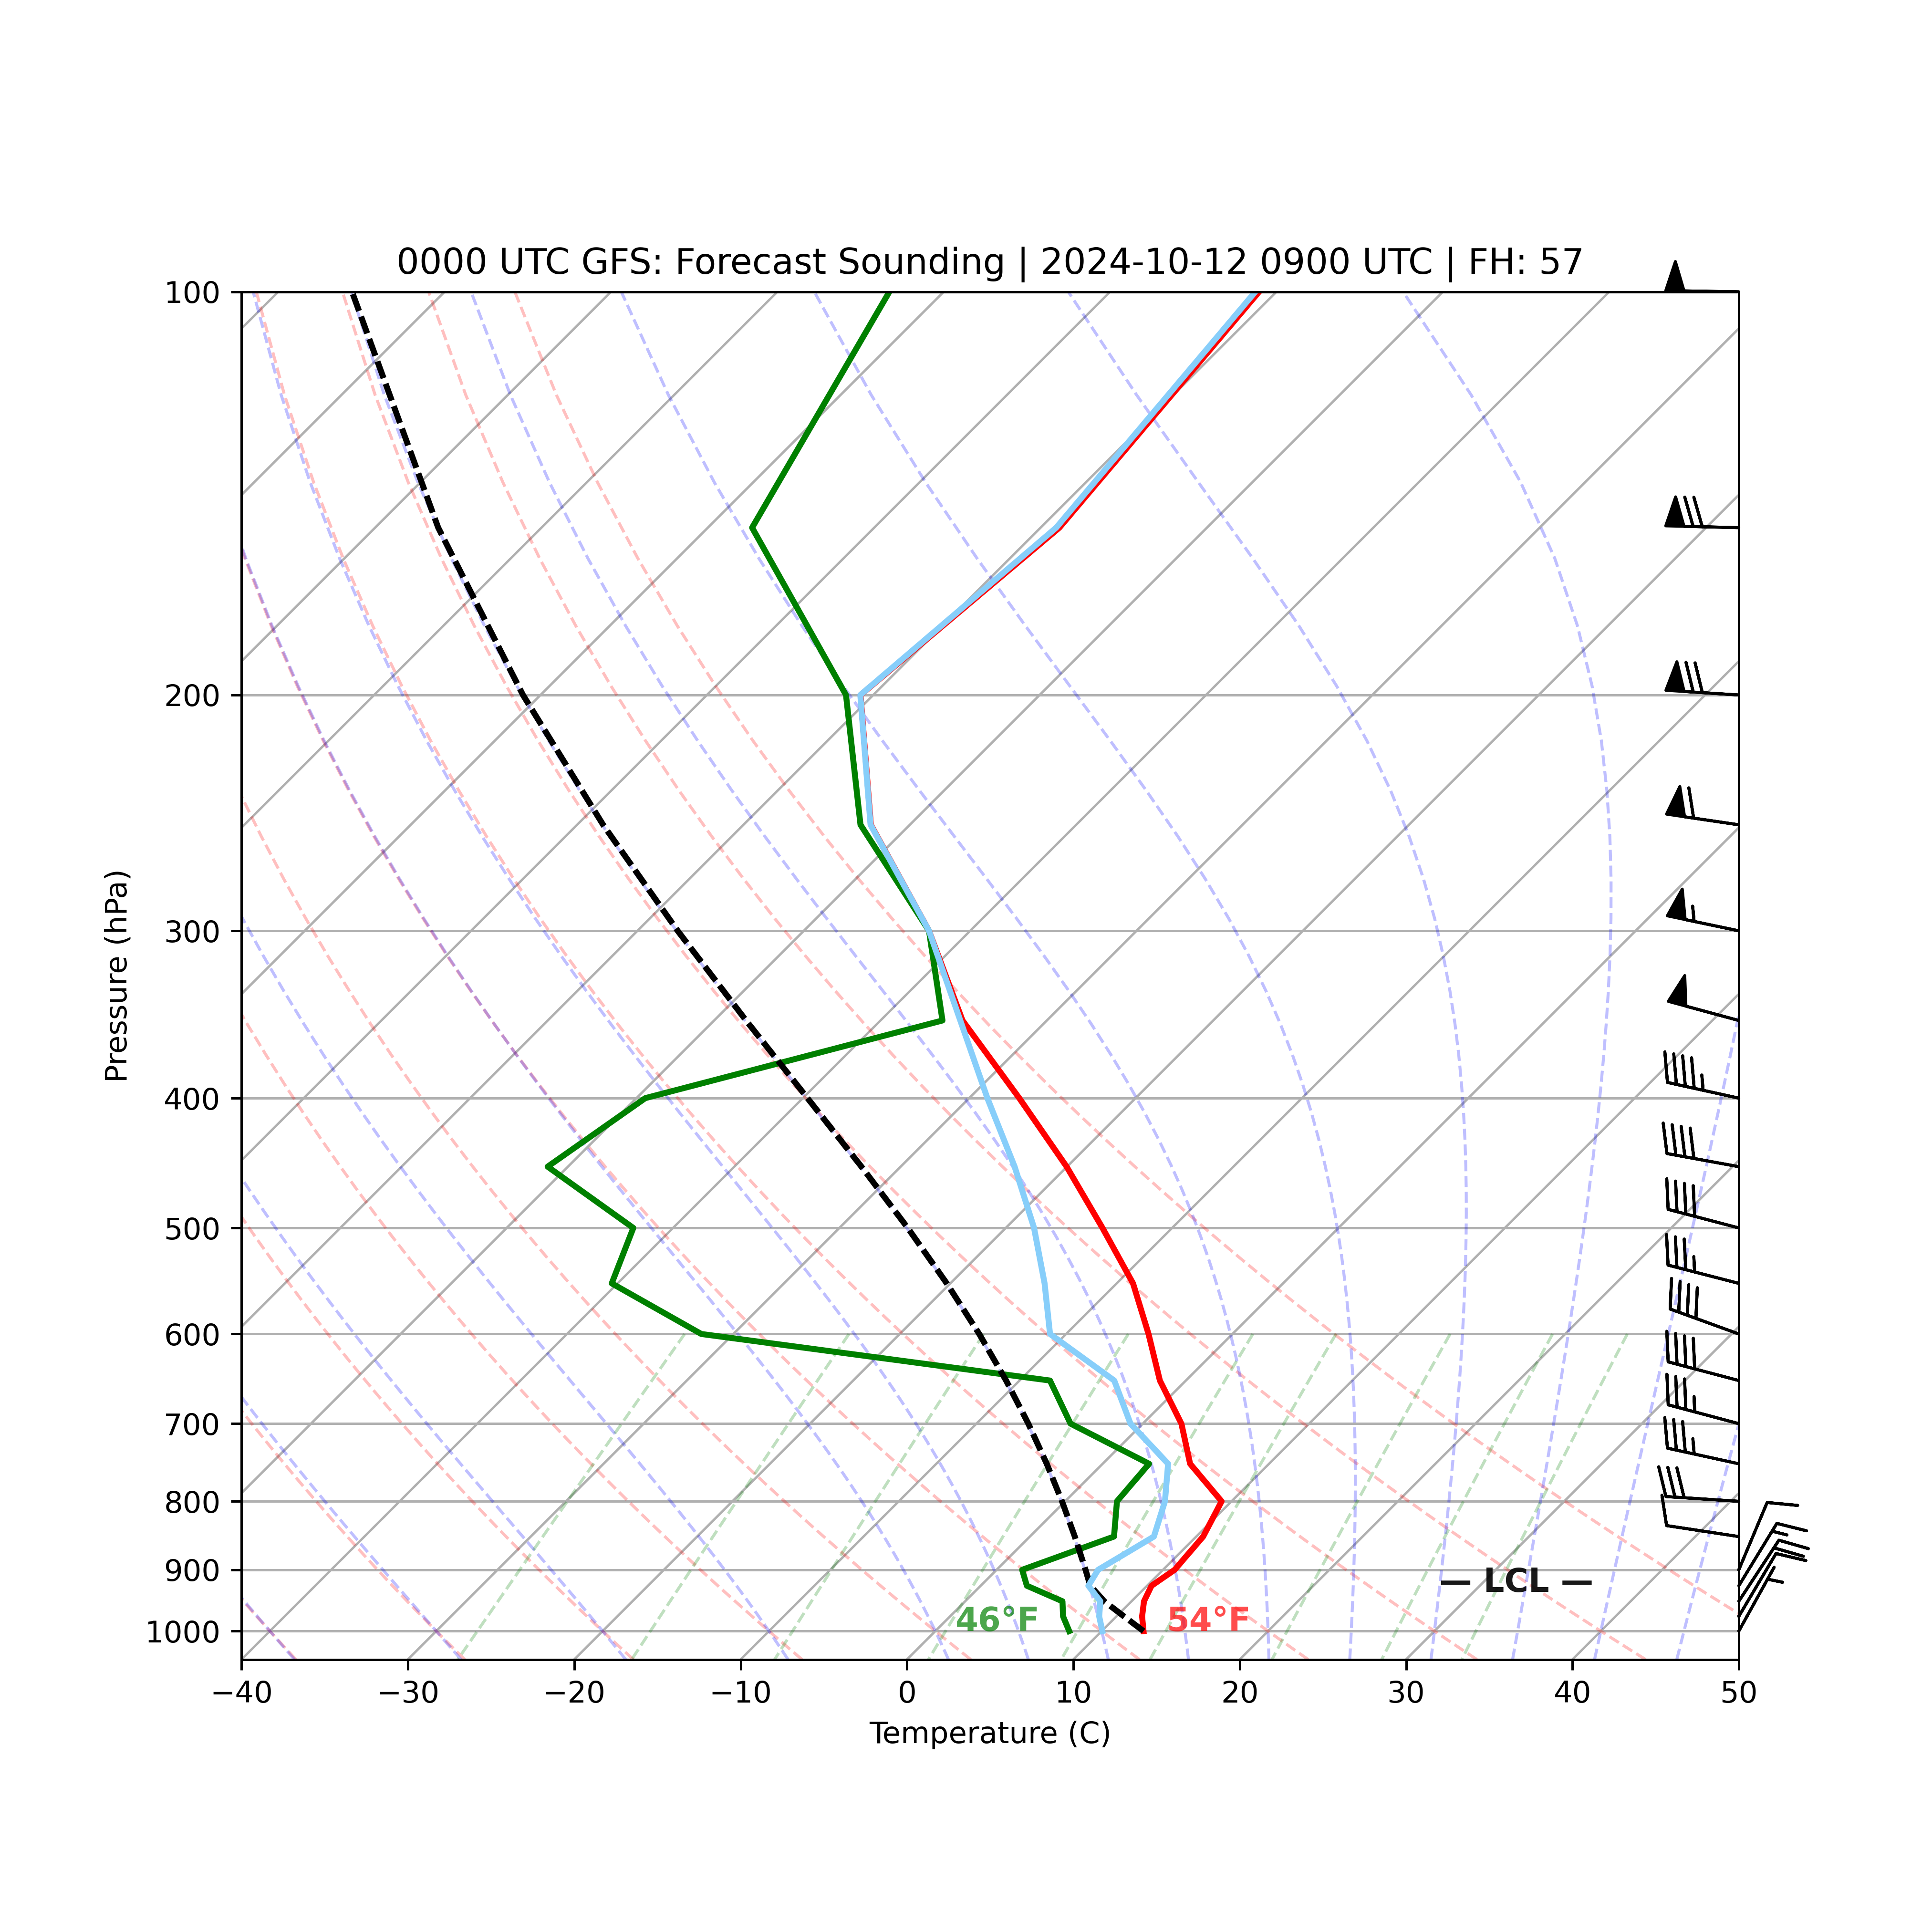 0000 UTC GFS: Forecast Sounding | 2024-10-12 0900 UTC | FH: 57
100
200
300
400
500
600
700
800
900
1000
Pressure (hPa)
— LCL —
46°F
54°F
−40 −30 −20 −10 0 10 20 30 40 50
Temperature (C)